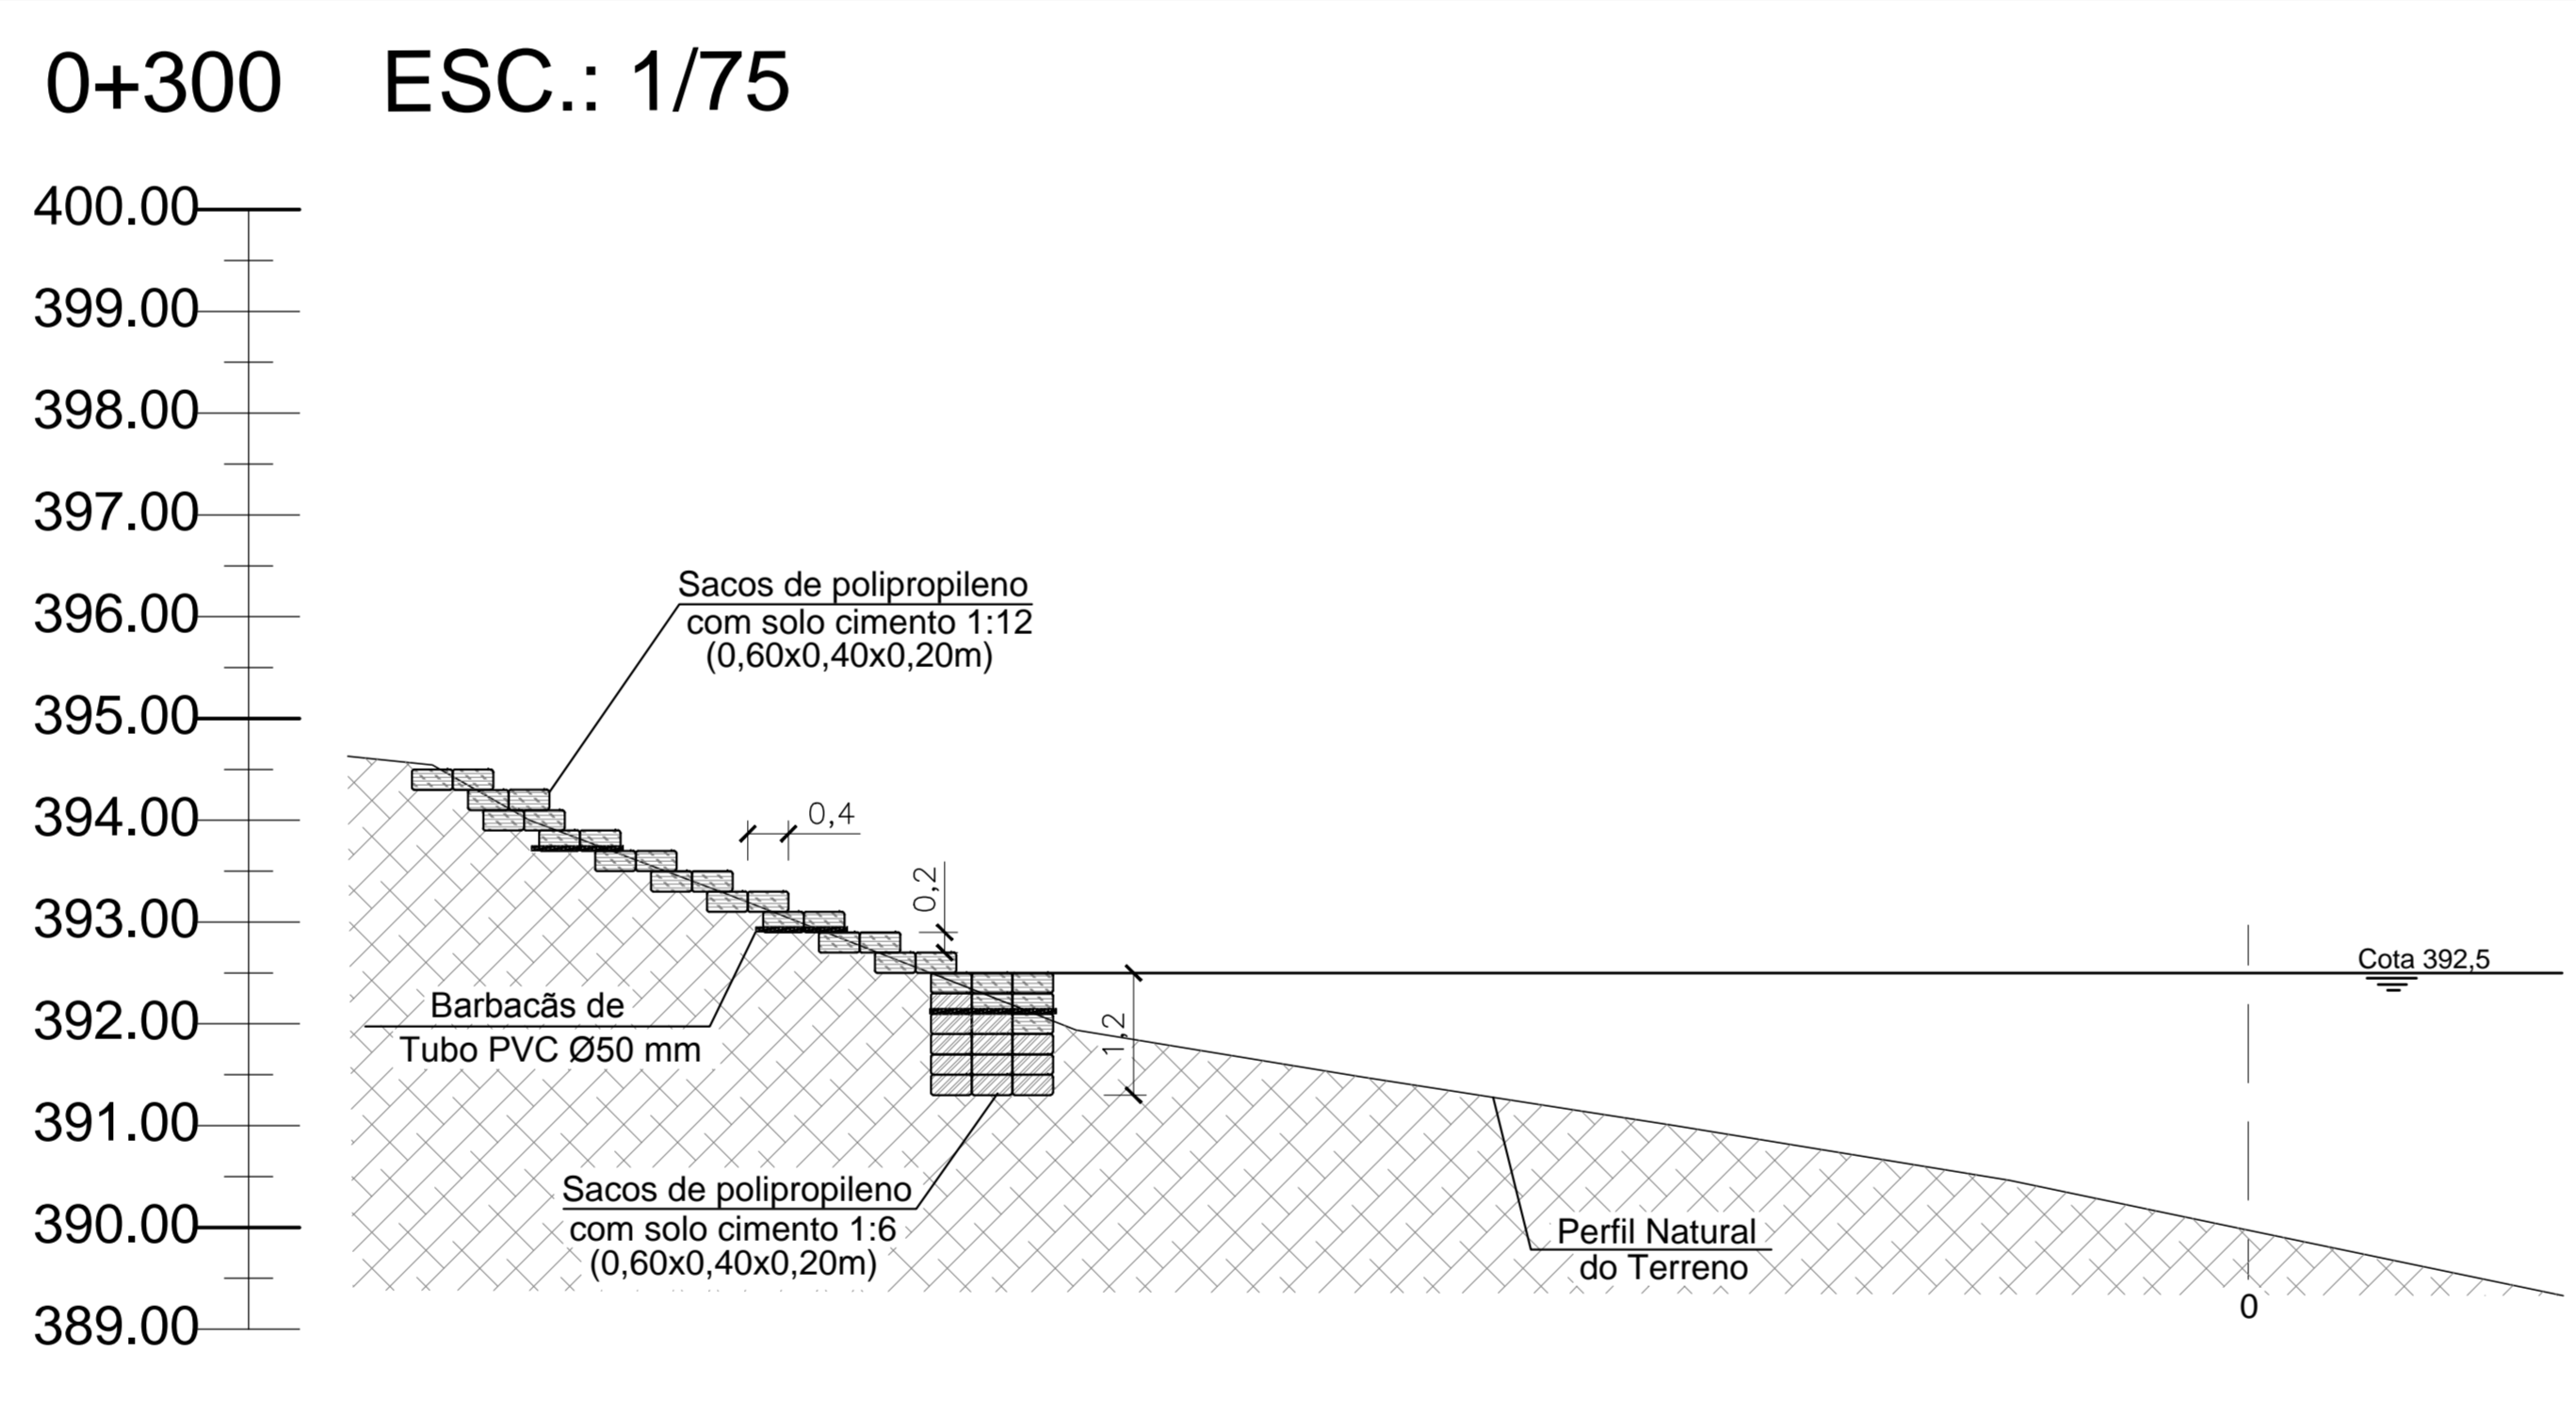 0+300 ESC.: 1/75
400.00
399.00
398.00
397.00
396.00
395.00
394.00
393.00
392.00
391.00
390.00
389.00
Sacos de polipropileno
com solo cimento 1:12
(0,60x0,40x0,20m)
0,4
0,2
Cota 392,5
1,2
Barbacãs de
Tubo PVC Ø50 mm
Sacos de polipropileno
com solo cimento 1:6
(0,60x0,40x0,20m)
Perfil Natural
do Terreno
0